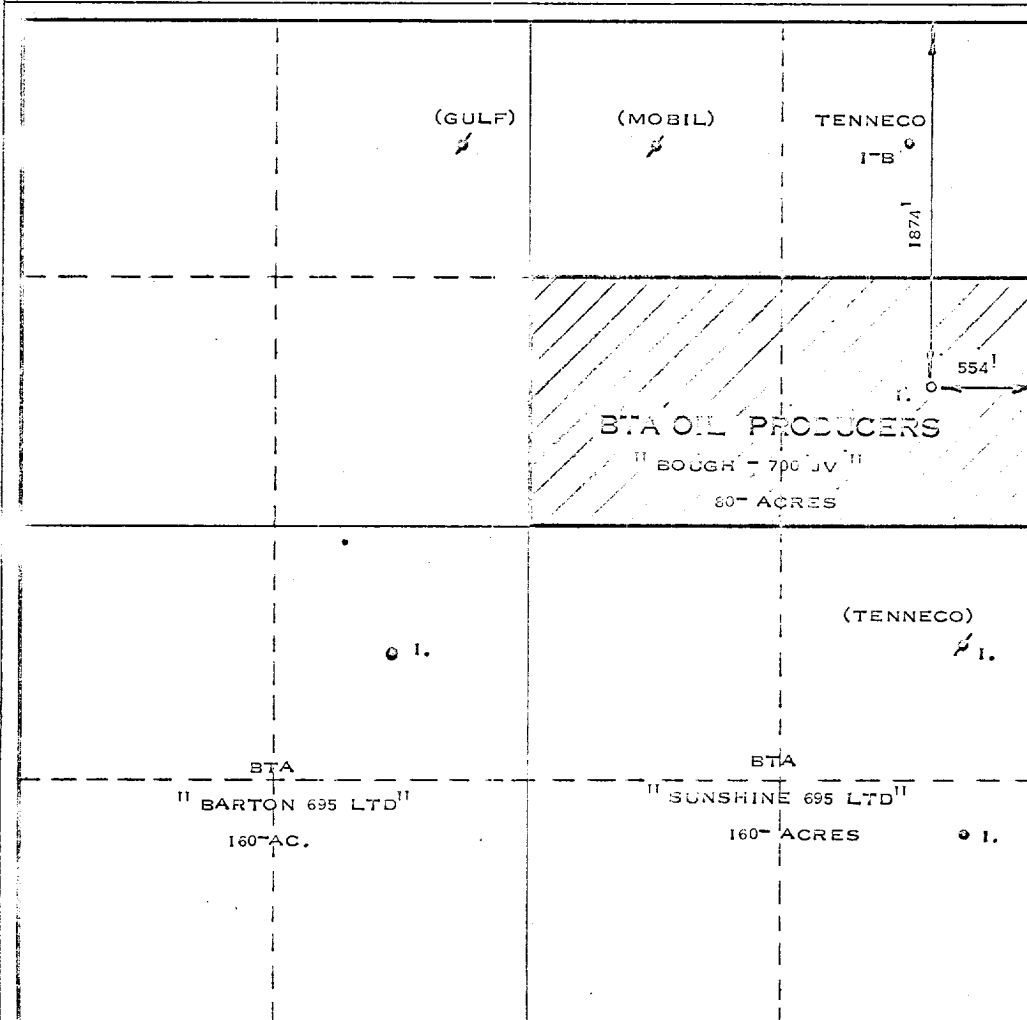 (GULF)
(MOBIL)
TENNECO
1-B
1874'
554'
1.
BTA OIL PRODUCERS
"BOUGH - 700 JV"
80- ACRES
(TENNECO)
1.
1.
BTA
"BARTON 695 LTD"
160-AC.
BTA
"SUNSHINE 695 LTD"
160- ACRES
1.